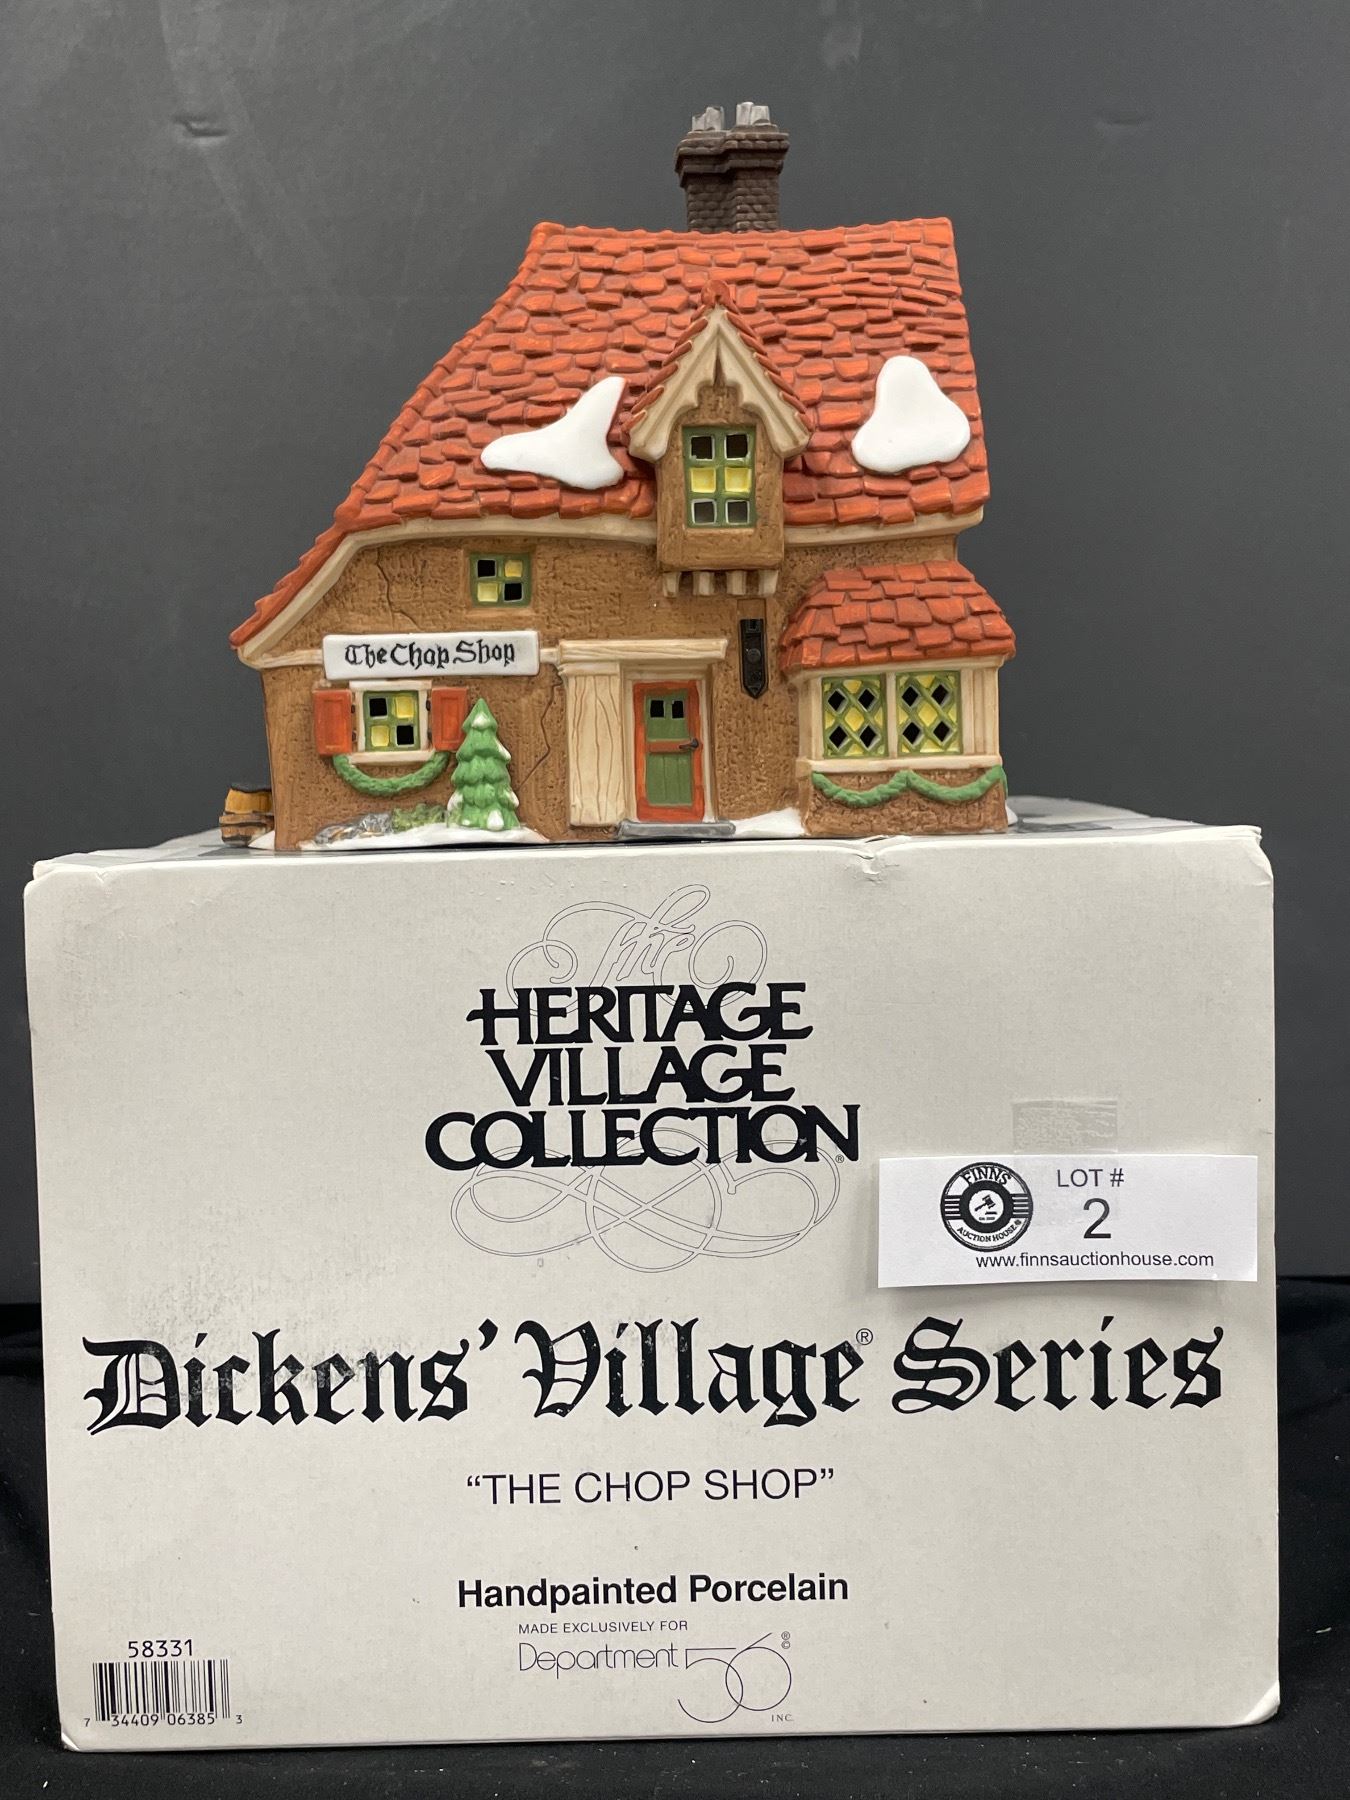 The Chop Shop
The
HERITAGE
VILLAGE
COLLECTION®
FINNS
AUCTION HOUSE
LOT #
2
www.finnsauctionhouse.com
Dickens' Village® Series
“THE CHOP SHOP”
Handpainted Porcelain
MADE EXCLUSIVELY FOR
Department 56 ® ©
INC.
58331
7 34409 06385 3